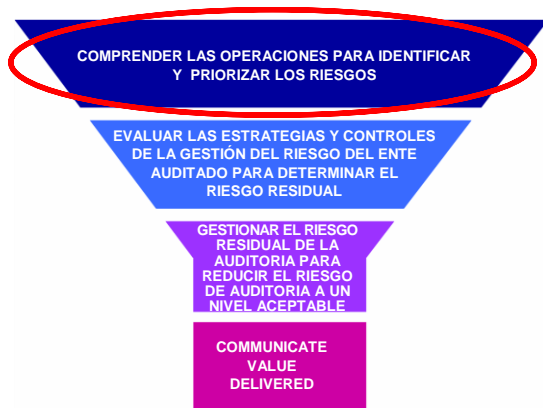 COMPRENDER LAS OPERACIONES PARA IDENTIFICAR
Y PRIORIZAR LOS RIESGOS
EVALUAR LAS ESTRATEGIAS Y CONTROLES
DE LA GESTIÓN DEL RIESGO DEL ENTE
AUDITADO PARA DETERMINAR EL
RIESGO RESIDUAL
GESTIONAR EL RIESGO
RESIDUAL DE LA
AUDITORIA PARA
REDUCIR EL RIESGO
DE AUDITORIA A UN
NIVEL ACEPTABLE
COMMUNICATE
VALUE
DELIVERED